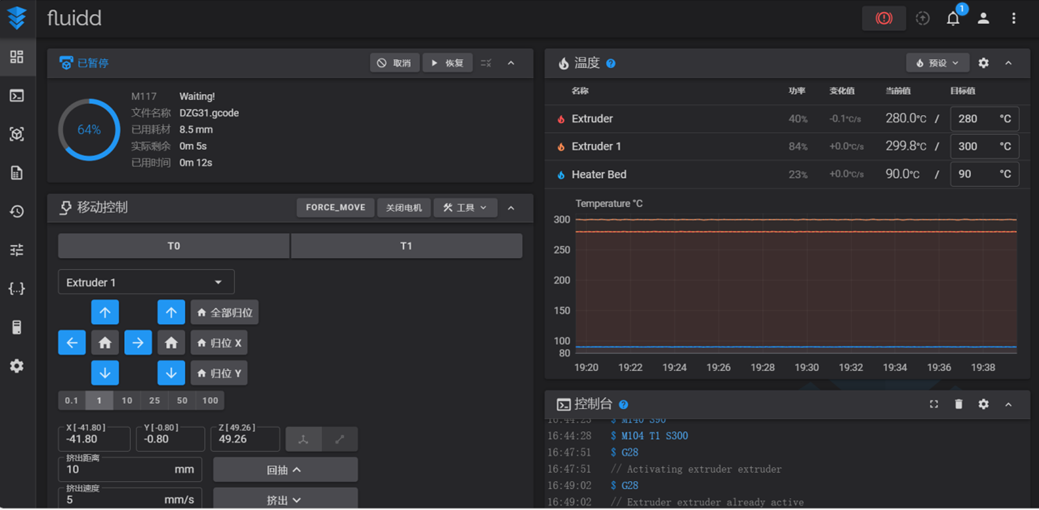 fluidd
1
已暂停
取消
恢复
64%
M117 Waiting!
文件名称 DZG31.gcode
已用耗材 8.5 mm
实际剩余 0m 5s
已用时间 0m 12s
移动控制
FORCE_MOVE
关闭电机
工具
T0
T1
Extruder 1
全部归位
归位 X
归位 Y
0.1 1 10 25 50 100
X [ -41.80 ] Y [ -0.80 ] Z [ 49.26 ]
-41.80 -0.80 49.26
挤出距离
10 mm
回抽
挤出速度
5 mm/s
挤出
温度
预设
名称 功率 变化值 当前值 目标值
Extruder 40% -0.1°C/s 280.0°C / 280 °C
Extruder 1 84% +0.0°C/s 299.8°C / 300 °C
Heater Bed 23% +0.0°C/s 90.0°C / 90 °C
Temperature °C
300
250
200
150
100
80
19:20 19:22 19:24 19:26 19:28 19:30 19:32 19:34 19:36 19:38
控制台
16:44:23 $ M140 S90
16:44:28 $ M104 T1 S300
16:47:51 $ G28
16:47:51 // Activating extruder extruder
16:49:02 $ G28
16:49:02 // Extruder extruder already active